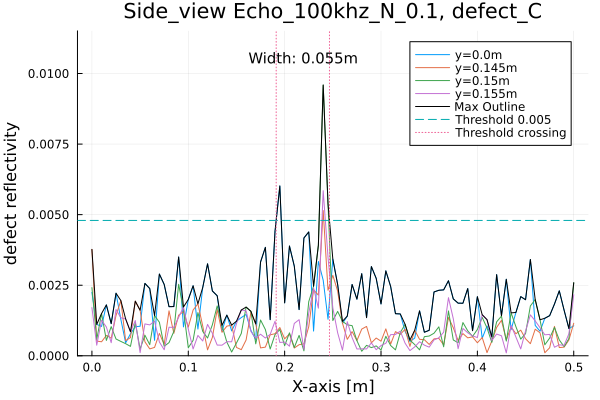 Side_view Echo_100khz_N_0.1, defect_C
Width: 0.055m
y=0.0m
y=0.145m
y=0.15m
y=0.155m
Max Outline
Threshold 0.005
Threshold crossing
defect reflectivity
0.0100
0.0075
0.0050
0.0025
0.0000
0.0 0.1 0.2 0.3 0.4 0.5
X-axis [m]